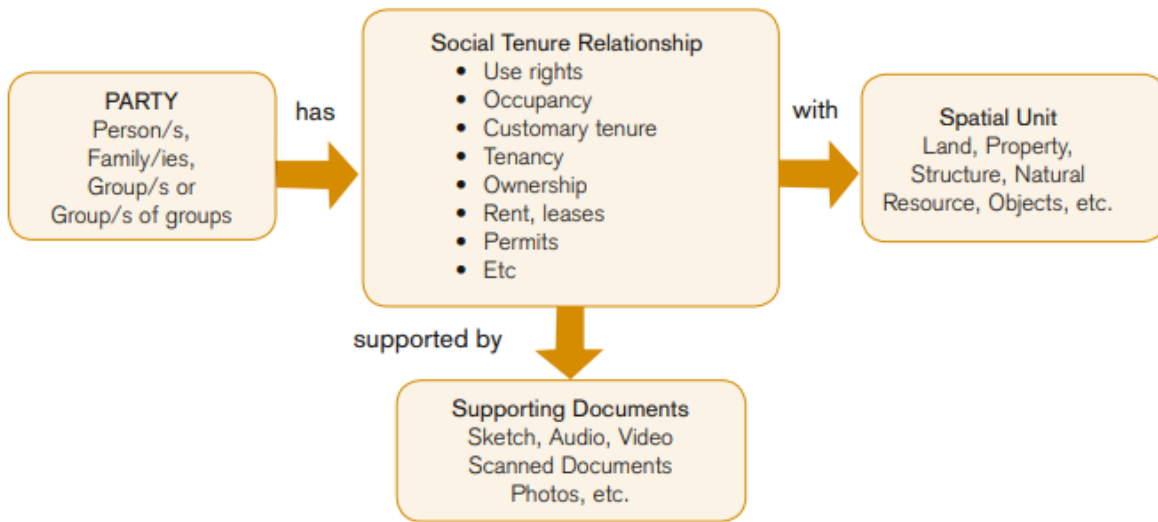 PARTY
Person/s,
Family/ies,
Group/s or
Group/s of groups
has
Social Tenure Relationship
• Use rights
• Occupancy
• Customary tenure
• Tenancy
• Ownership
• Rent, leases
• Permits
• Etc
with
Spatial Unit
Land, Property,
Structure, Natural
Resource, Objects, etc.
supported by
Supporting Documents
Sketch, Audio, Video
Scanned Documents
Photos, etc.